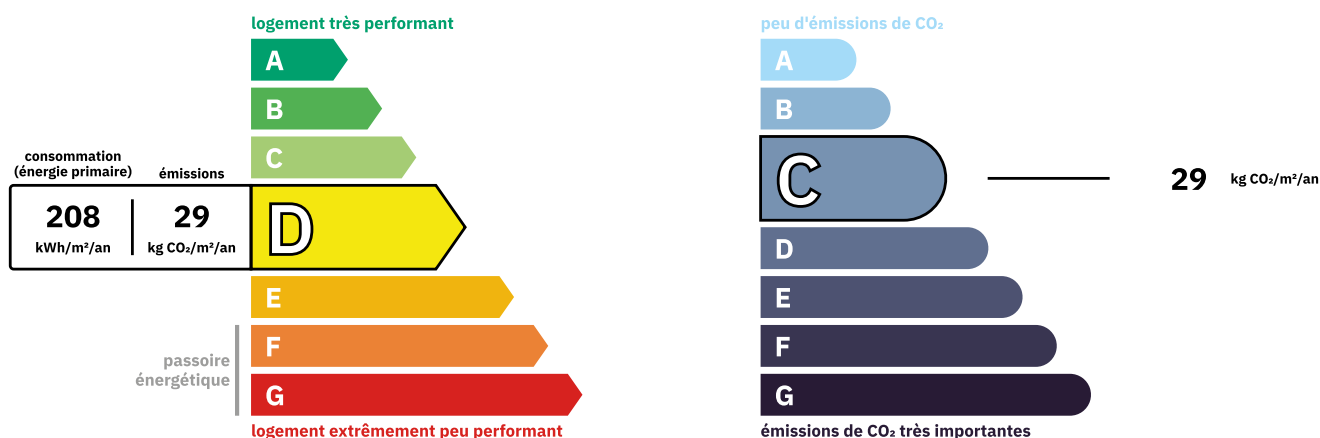 logement très performant
A
B
C
consommation
(énergie primaire)
émissions
208
kWh/m²/an
29
kg CO₂/m²/an
D
E
F
G
passoire
énergétique
logement extrêmement peu performant
peu d'émissions de CO₂
A
B
C
29 kg CO₂/m²/an
D
E
F
G
émissions de CO₂ très importantes